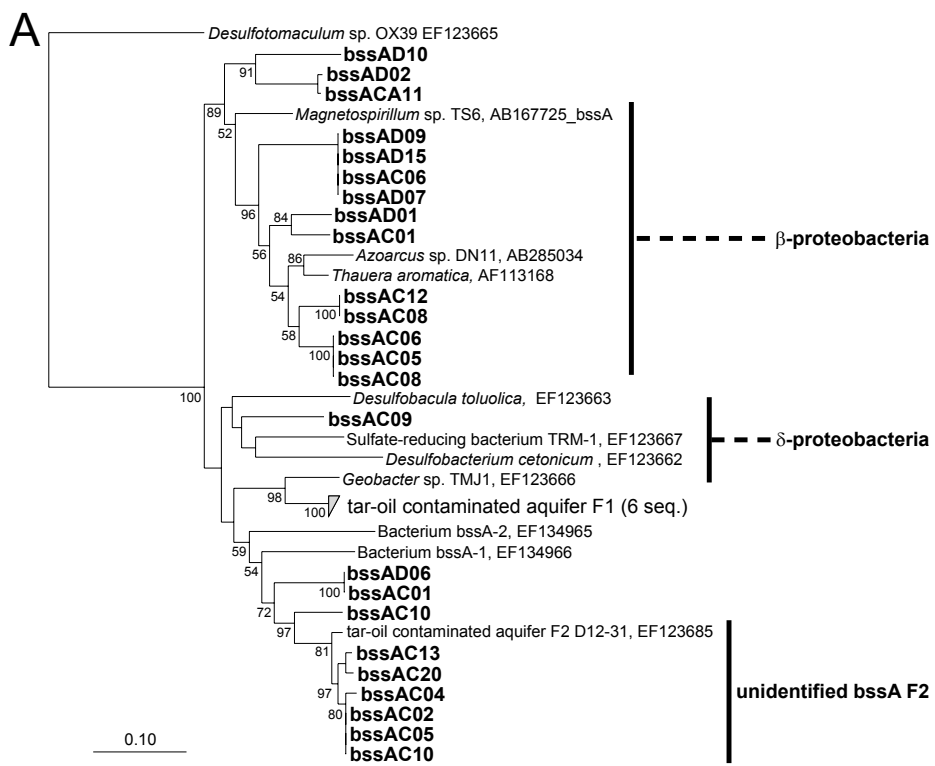 A
Desulfotomaculum sp. OX39 EF123665
bssAD10
91
bssAD02
bssACA11
89
Magnetospirillum sp. TS6, AB167725_bssA
52
bssAD09
bssAD15
bssAC06
bssAD07
96
84
bssAD01
bssAC01
β-proteobacteria
56
86
Azoarcus sp. DN11, AB285034
Thauera aromatica, AF113168
54
bssAC12
100
bssAC08
58
bssAC06
100
bssAC05
bssAC08
100
Desulfobacula toluolica, EF123663
bssAC09
Sulfate-reducing bacterium TRM-1, EF123667
δ-proteobacteria
Desulfobacterium cetonicum , EF123662
Geobacter sp. TMJ1, EF123666
98
100
tar-oil contaminated aquifer F1 (6 seq.)
Bacterium bssA-2, EF134965
59
Bacterium bssA-1, EF134966
54
bssAD06
100
bssAC01
72
bssAC10
97
tar-oil contaminated aquifer F2 D12-31, EF123685
81
bssAC13
bssAC20
97
bssAC04
unidentified bssA F2
80
bssAC02
bssAC05
bssAC10
0.10